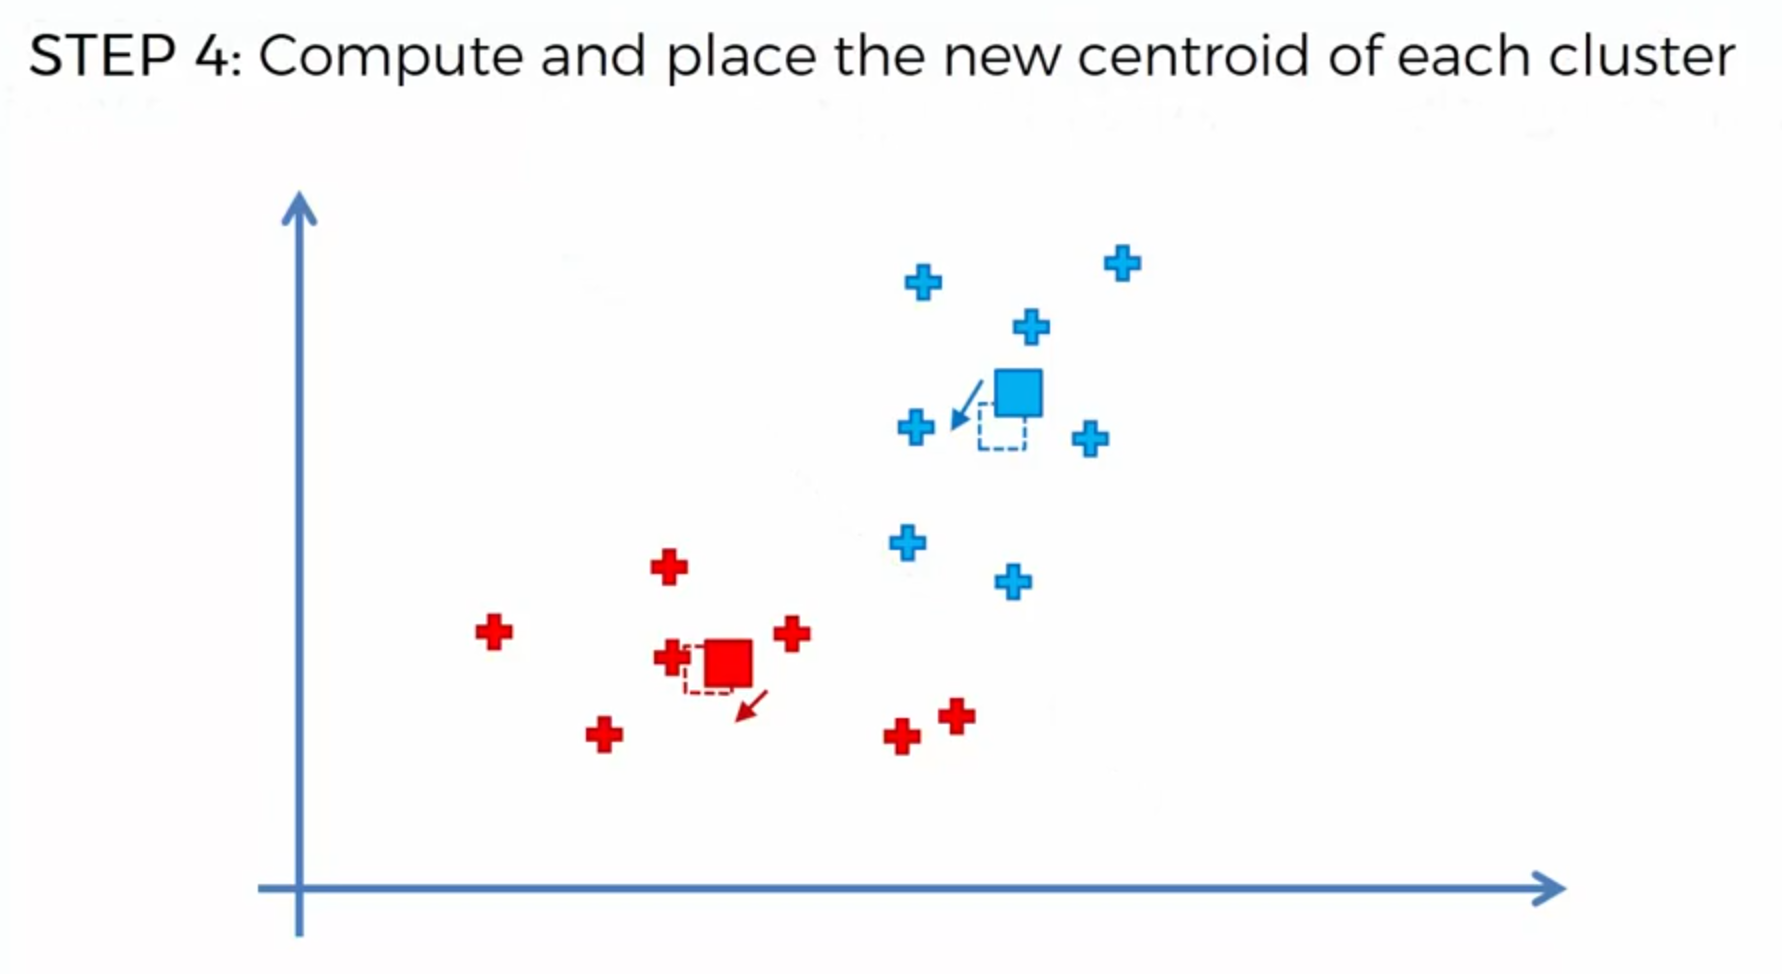 STEP 4: Compute and place the new centroid of each cluster